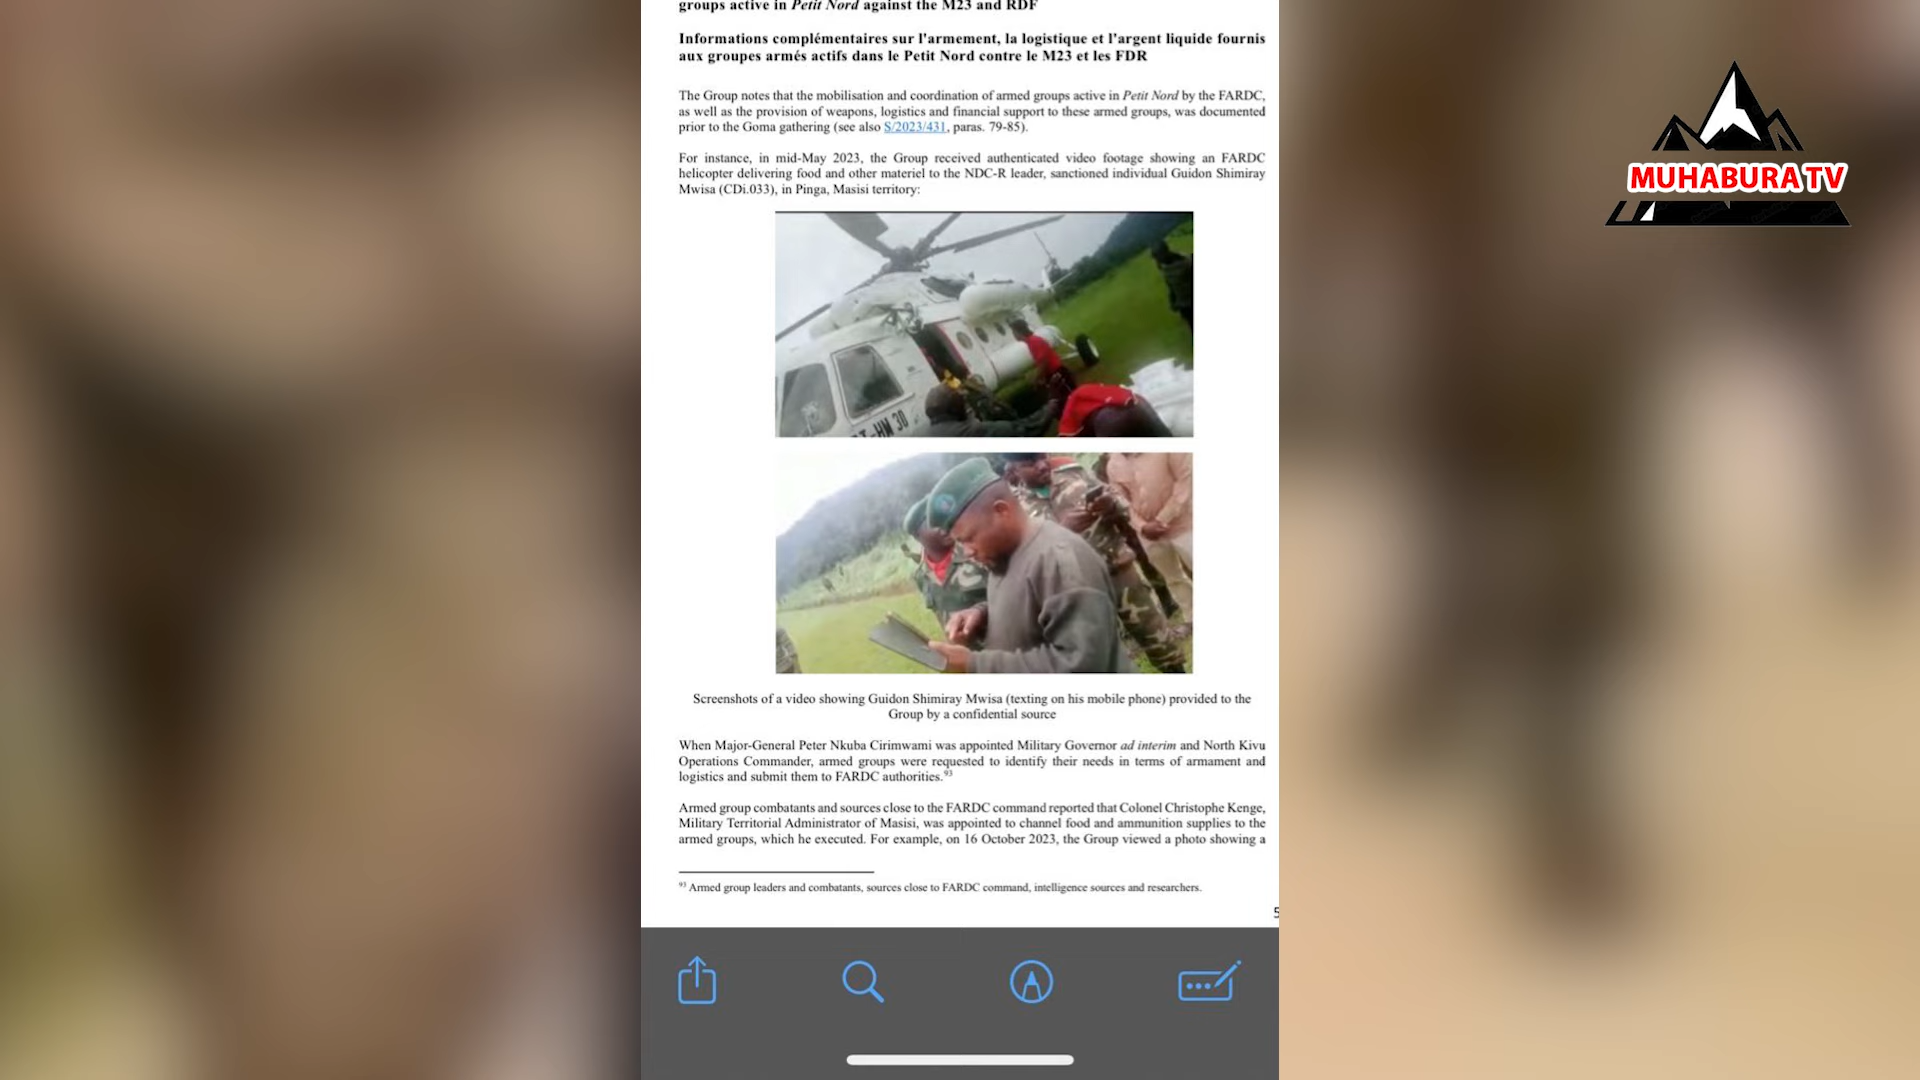 groups active in Petit Nord against the M23 and RDF
Informations complémentaires sur l'armement, la logistique et l'argent liquide fournis
aux groupes armés actifs dans le Petit Nord contre le M23 et les FDR
The Group notes that the mobilisation and coordination of armed groups active in Petit Nord by the FARDC,
as well as the provision of weapons, logistics and financial support to these armed groups, was documented
prior to the Goma gathering (see also S/2023/431, paras. 79-85).
For instance, in mid-May 2023, the Group received authenticated video footage showing an FARDC
helicopter delivering food and other materiel to the NDC-R leader, sanctioned individual Guidon Shimiray
Mwisa (CDi.033), in Pinga, Masisi territory:
HM 30
Screenshots of a video showing Guidon Shimiray Mwisa (texting on his mobile phone) provided to the
Group by a confidential source
When Major-General Peter Nkuba Cirimwami was appointed Military Governor ad interim and North Kivu
Operations Commander, armed groups were requested to identify their needs in terms of armament and
logistics and submit them to FARDC authorities.93
Armed group combatants and sources close to the FARDC command reported that Colonel Christophe Kenge,
Military Territorial Administrator of Masisi, was appointed to channel food and ammunition supplies to the
armed groups, which he executed. For example, on 16 October 2023, the Group viewed a photo showing a
93 Armed group leaders and combatants, sources close to FARDC command, intelligence sources and researchers.
5
MUHABURA TV